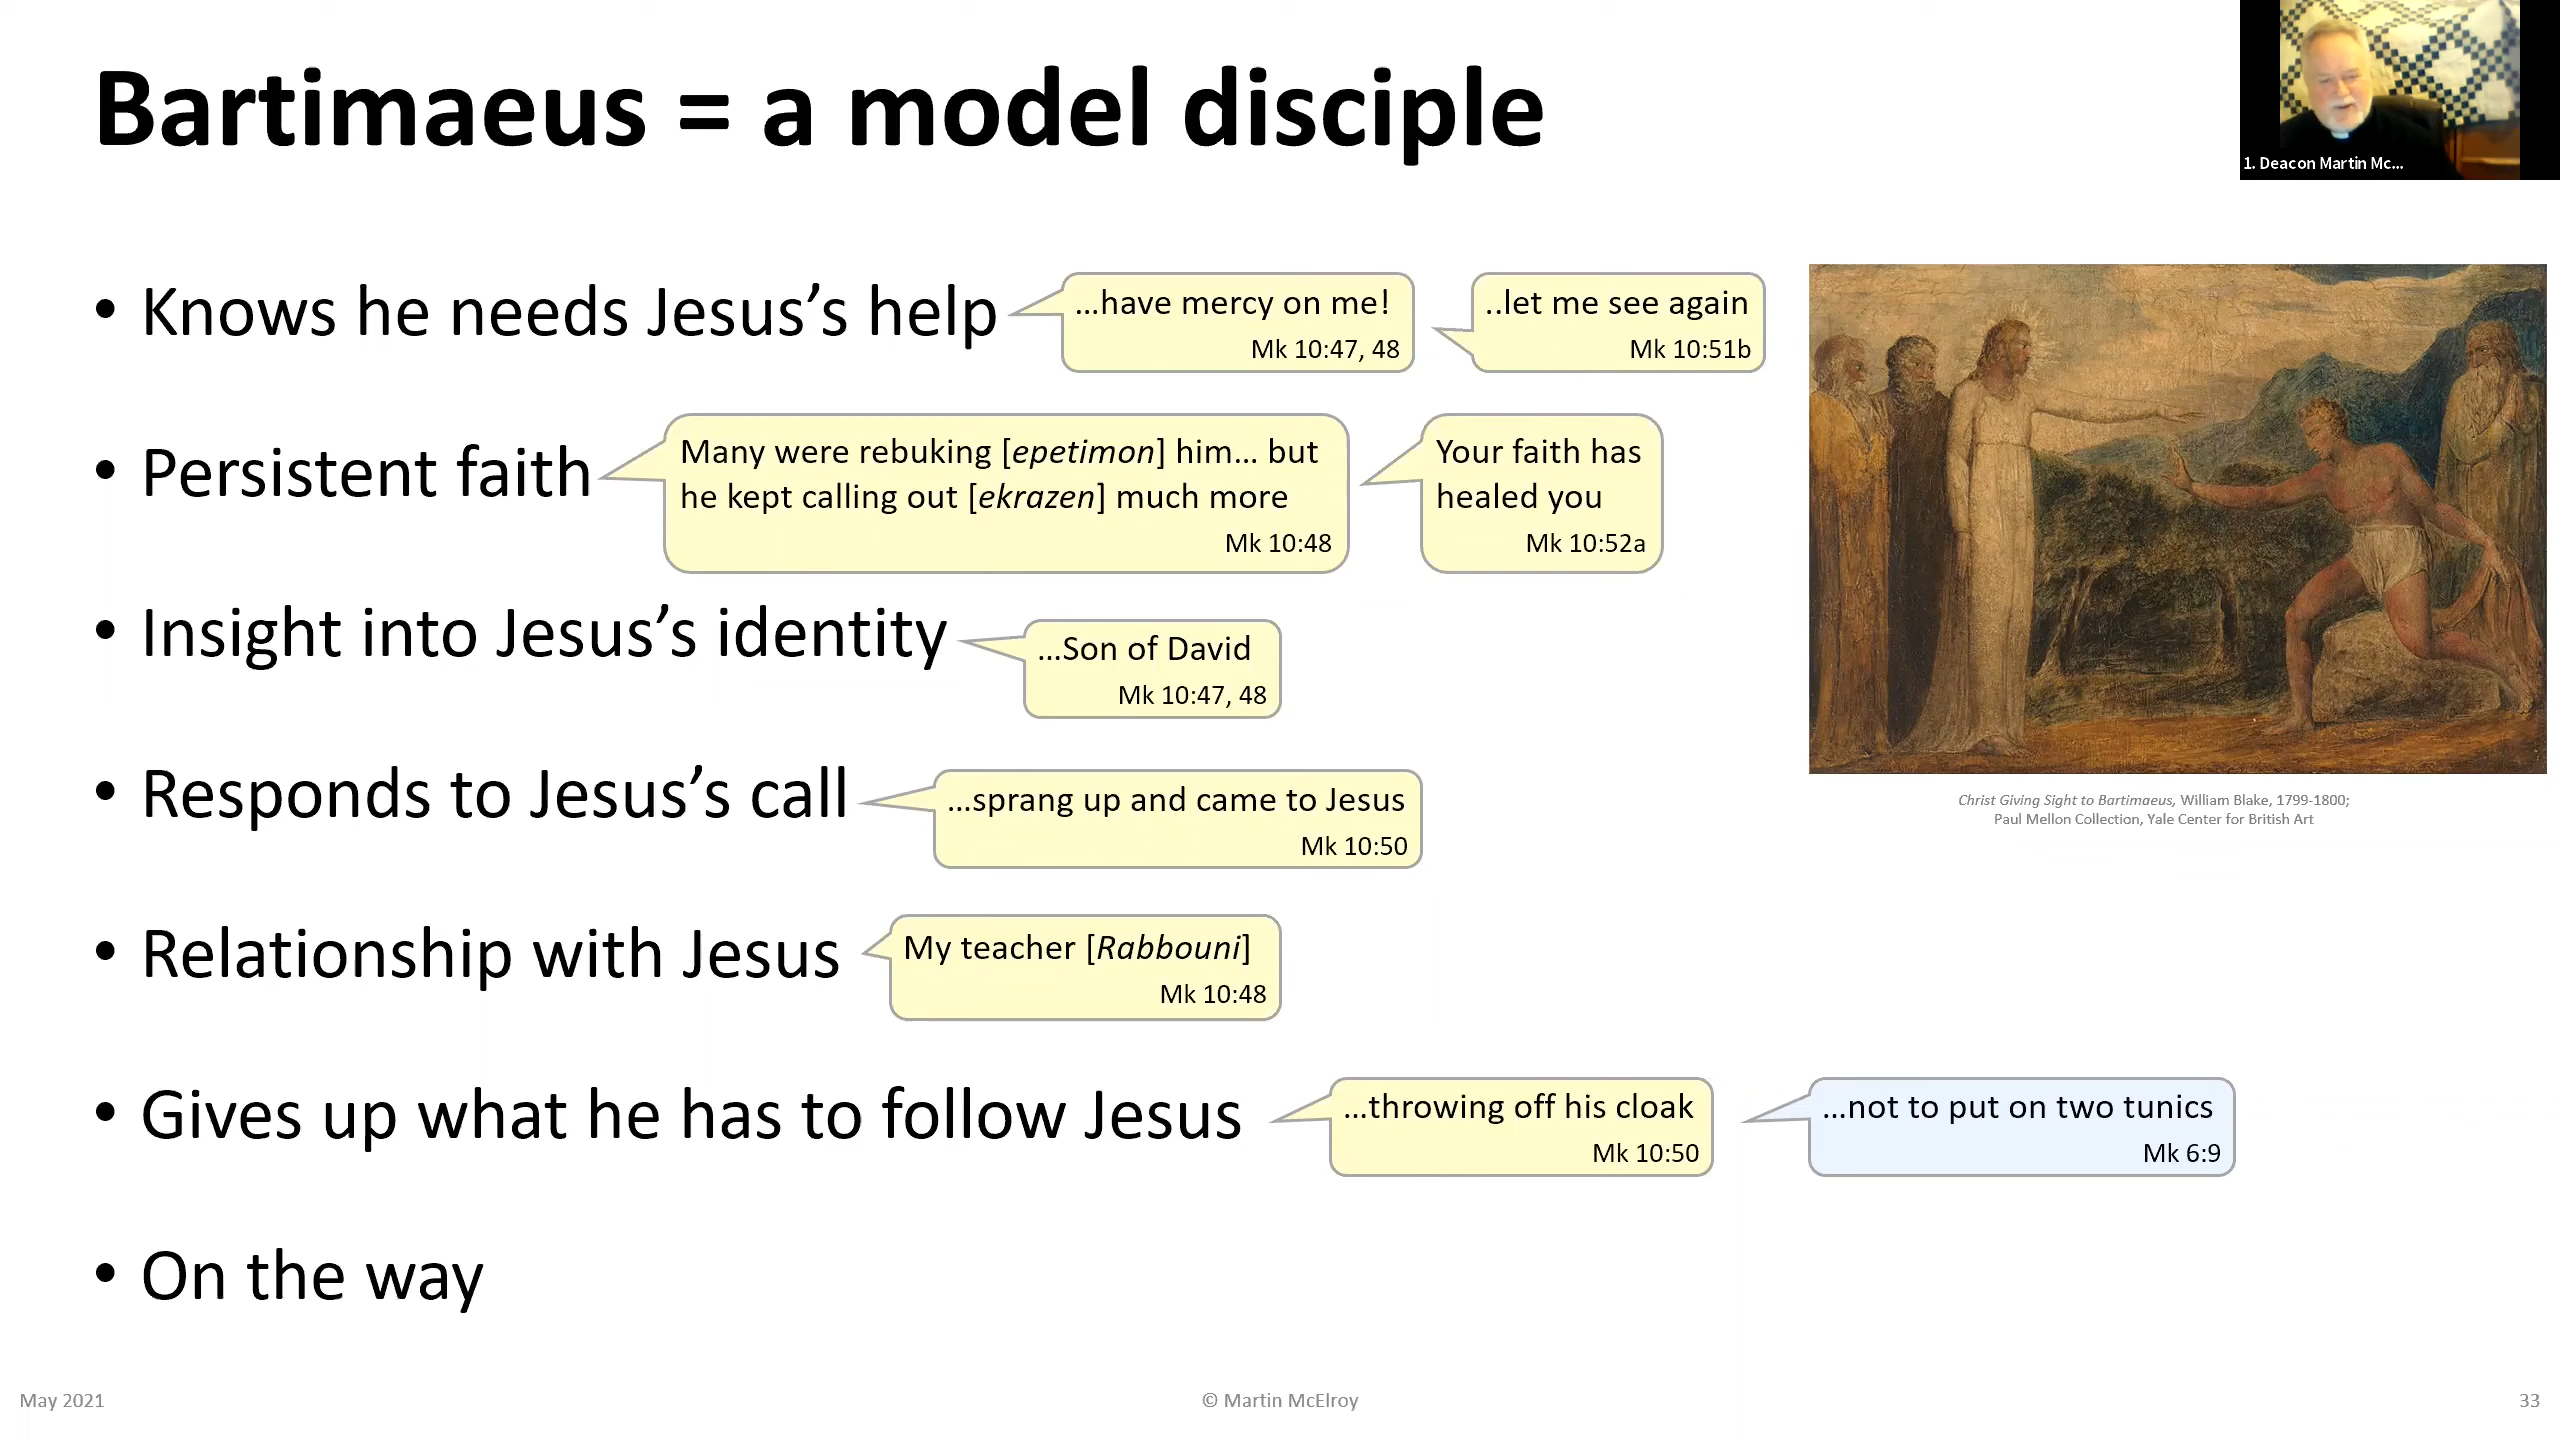 Bartimaeus = a model disciple
1. Deacon Martin Mc...
• Knows he needs Jesus’s help
...have mercy on me!
Mk 10:47, 48
..let me see again
Mk 10:51b
• Persistent faith
Many were rebuking [epetimon] him... but
he kept calling out [ekrazen] much more
Mk 10:48
Your faith has
healed you
Mk 10:52a
• Insight into Jesus’s identity
...Son of David
Mk 10:47, 48
• Responds to Jesus’s call
...sprang up and came to Jesus
Mk 10:50
Christ Giving Sight to Bartimaeus, William Blake, 1799-1800;
Paul Mellon Collection, Yale Center for British Art
• Relationship with Jesus
My teacher [Rabbouni]
Mk 10:48
• Gives up what he has to follow Jesus
...throwing off his cloak
Mk 10:50
...not to put on two tunics
Mk 6:9
• On the way
May 2021
© Martin McElroy
33